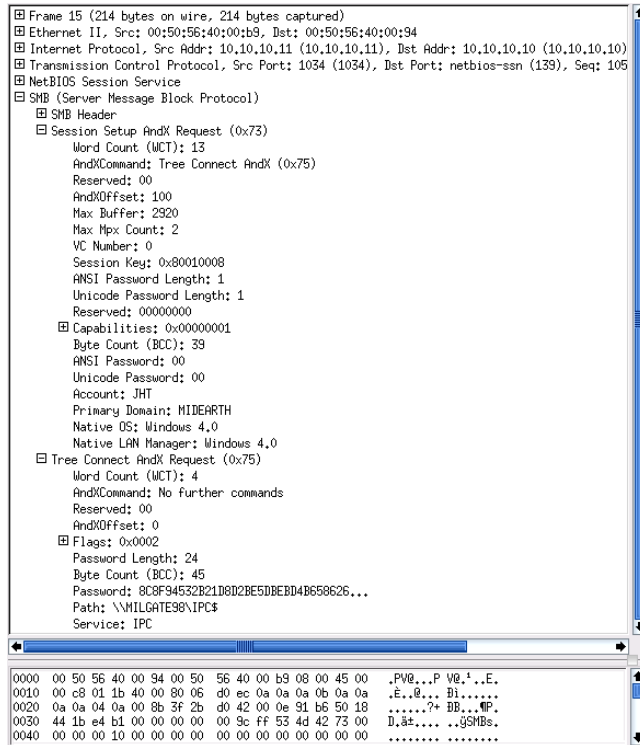 Frame 15 (214 bytes on wire, 214 bytes captured)
Ethernet II, Src: 00:50:56:40:00:b9, Dst: 00:50:56:40:00:94
Internet Protocol, Src Addr: 10.10.10.11 (10.10.10.11), Dst Addr: 10.10.10.10 (10.10.10.10)
Transmission Control Protocol, Src Port: 1034 (1034), Dst Port: netbios-ssn (139), Seq: 105
NetBIOS Session Service
SMB (Server Message Block Protocol)
SMB Header
Session Setup AndX Request (0x73)
Word Count (WCT): 13
AndXCommand: Tree Connect AndX (0x75)
Reserved: 00
AndXOffset: 100
Max Buffer: 2920
Max Mpx Count: 2
VC Number: 0
Session Key: 0x80010008
ANSI Password Length: 1
Unicode Password Length: 1
Reserved: 00000000
Capabilities: 0x00000001
Byte Count (BCC): 39
ANSI Password: 00
Unicode Password: 00
Account: JHT
Primary Domain: MIDEARTH
Native OS: Windows 4.0
Native LAN Manager: Windows 4.0
Tree Connect AndX Request (0x75)
Word Count (WCT): 4
AndXCommand: No further commands
Reserved: 00
AndXOffset: 0
Flags: 0x0002
Password Length: 24
Byte Count (BCC): 45
Password: 8C8F94532B21D8D2BE5DBEBD4B658626...
Path: \\MILGATE98\IPC$
Service: IPC
0000 00 50 56 40 00 94 00 50 56 40 00 b9 08 00 45 00 .PV@...P V@.¹..E.
0010 00 c8 01 1b 40 00 80 06 d0 ec 0a 0a 0a 0b 0a 0a .È..@... Ðì......
0020 0a 0a 04 0a 00 8b 3f 2b d0 42 00 0e 91 b6 50 18 ......?+ ÐB...¶P.
0030 44 1b e4 b1 00 00 00 00 00 9c ff 53 4d 42 73 00 D.ä±.... ..ÿSMBs.
0040 00 00 00 10 00 00 00 00 00 00 00 00 00 00 00 00 ........ ........